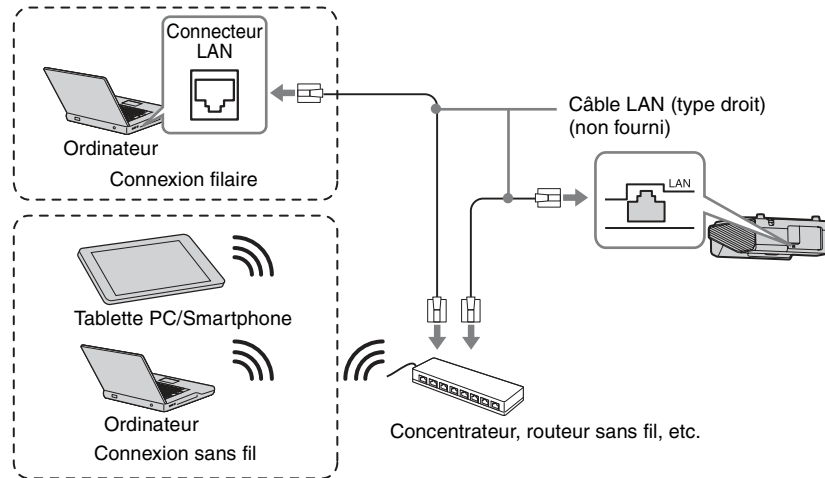 Connecteur
LAN
Ordinateur
Connexion filaire
Câble LAN (type droit)
(non fourni)
LAN
Tablette PC/Smartphone
Ordinateur
Connexion sans fil
Concentrateur, routeur sans fil, etc.